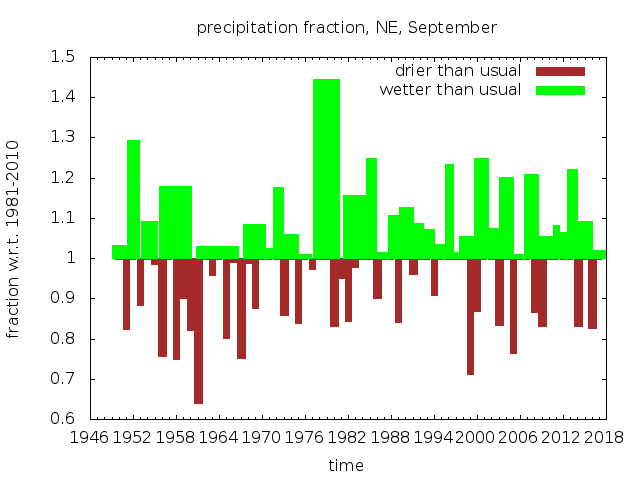 precipitation fraction, NE, September
drier than usual
wetter than usual
fraction w.r.t. 1981-2010
1.5
1.4
1.3
1.2
1.1
1
0.9
0.8
0.7
0.6
1946 1952 1958 1964 1970 1976 1982 1988 1994 2000 2006 2012 2018
time